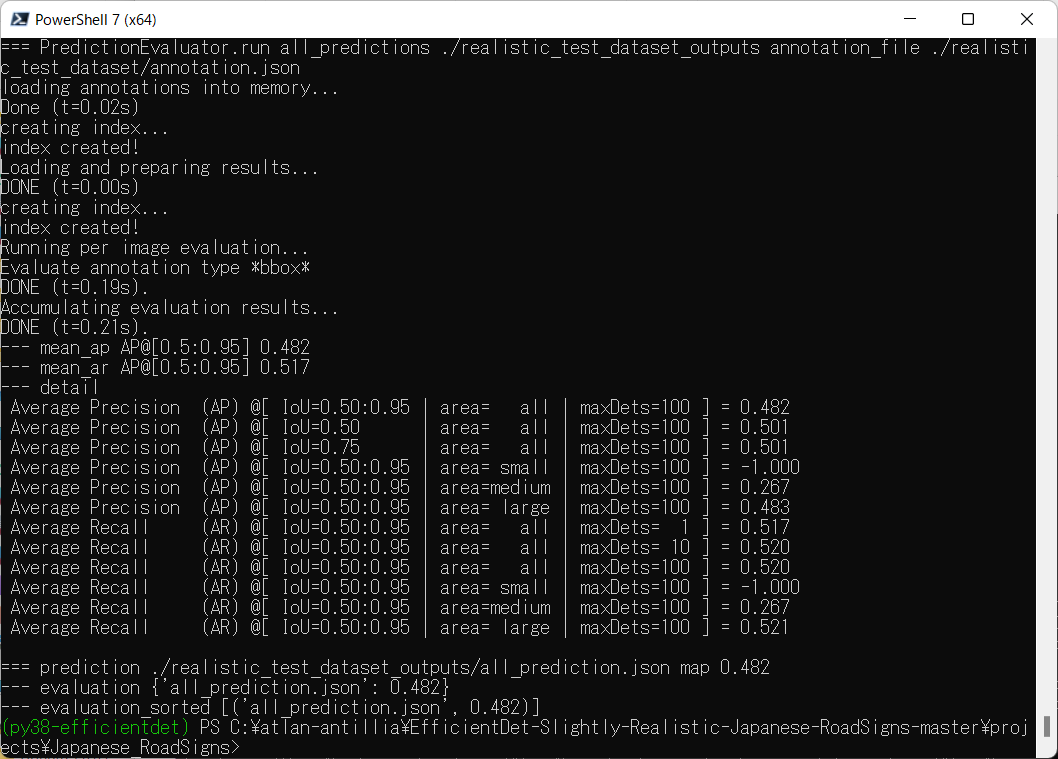 PowerShell 7 (x64)
=== PredictionEvaluator.run all_predictions ./realistic_test_dataset_outputs annotation_file ./realisti
c_test_dataset/annotation.json
loading annotations into memory...
Done (t=0.02s)
creating index...
index created!
Loading and preparing results...
DONE (t=0.00s)
creating index...
index created!
Running per image evaluation...
Evaluate annotation type *bbox*
DONE (t=0.19s).
Accumulating evaluation results...
DONE (t=0.21s).
--- mean_ap AP@[0.5:0.95] 0.482
--- mean_ar AP@[0.5:0.95] 0.517
--- detail
Average Precision  (AP) @[ IoU=0.50:0.95 | area=   all | maxDets=100 ] = 0.482
Average Precision  (AP) @[ IoU=0.50      | area=   all | maxDets=100 ] = 0.501
Average Precision  (AP) @[ IoU=0.75      | area=   all | maxDets=100 ] = 0.501
Average Precision  (AP) @[ IoU=0.50:0.95 | area= small | maxDets=100 ] = -1.000
Average Precision  (AP) @[ IoU=0.50:0.95 | area=medium | maxDets=100 ] = 0.267
Average Precision  (AP) @[ IoU=0.50:0.95 | area= large | maxDets=100 ] = 0.483
Average Recall     (AR) @[ IoU=0.50:0.95 | area=   all | maxDets=  1 ] = 0.517
Average Recall     (AR) @[ IoU=0.50:0.95 | area=   all | maxDets= 10 ] = 0.520
Average Recall     (AR) @[ IoU=0.50:0.95 | area=   all | maxDets=100 ] = 0.520
Average Recall     (AR) @[ IoU=0.50:0.95 | area= small | maxDets=100 ] = -1.000
Average Recall     (AR) @[ IoU=0.50:0.95 | area=medium | maxDets=100 ] = 0.267
Average Recall     (AR) @[ IoU=0.50:0.95 | area= large | maxDets=100 ] = 0.521
=== prediction ./realistic_test_dataset_outputs/all_prediction.json map 0.482
--- evaluation {'all_prediction.json': 0.482}
--- evaluation_sorted [('all_prediction.json', 0.482)]
(py38-efficientdet) PS C:¥atlan-antillia¥EfficientDet-Slightly-Realistic-Japanese-RoadSigns-master¥proj
ects¥Japanese_RoadSigns>